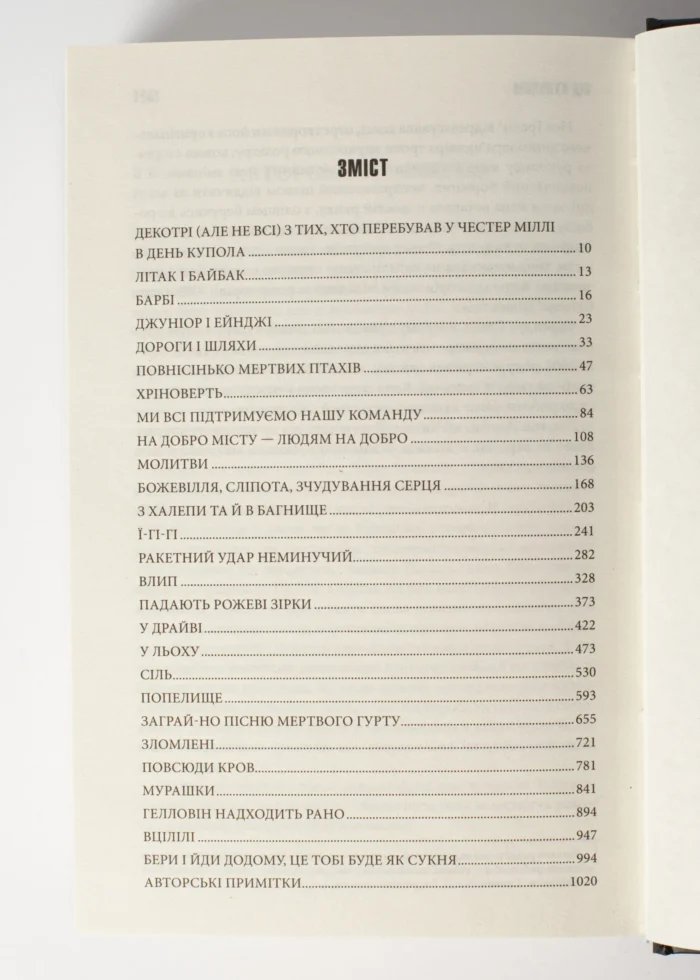 ЗМІСТ
ДЕКОТРІ (АЛЕ НЕ ВСІ) З ТИХ, ХТО ПЕРЕБУВАВ У ЧЕСТЕР МІЛЛІ
В ДЕНЬ КУПОЛА 10
ЛІТАК І БАЙБАК 13
БАРБІ 16
ДЖУНІОР І ЕЙНДЖІ 23
ДОРОГИ І ШЛЯХИ 33
ПОВНІСІНЬКО МЕРТВИХ ПТАХІВ 47
ХРІНОВЕРТЬ 63
МИ ВСІ ПІДТРИМУЄМО НАШУ КОМАНДУ 84
НА ДОБРО МІСТУ — ЛЮДЯМ НА ДОБРО 108
МОЛИТВИ 136
БОЖЕВІЛЛЯ, СЛІПОТА, ЗЧУДУВАННЯ СЕРЦЯ 168
З ХАЛЕПИ ТА Й В БАГНИЩЕ 203
Ї-ГІ-ГІ 241
РАКЕТНИЙ УДАР НЕМИНУЧИЙ 282
ВЛИП 328
ПАДАЮТЬ РОЖЕВІ ЗІРКИ 373
У ДРАЙВІ 422
У ЛЬОХУ 473
СІЛЬ 530
ПОПЕЛИЩЕ 593
ЗАГРАЙ-НО ПІСНЮ МЕРТВОГО ГУРТУ 655
ЗЛОМЛЕНІ 721
ПОВСЮДИ КРОВ 781
МУРАШКИ 841
ГЕЛЛОВІН НАДХОДИТЬ РАНО 894
ВЦІЛІЛІ 947
БЕРИ І ЙДИ ДОДОМУ, ЦЕ ТОБІ БУДЕ ЯК СУКНЯ 994
АВТОРСЬКІ ПРИМІТКИ 1020